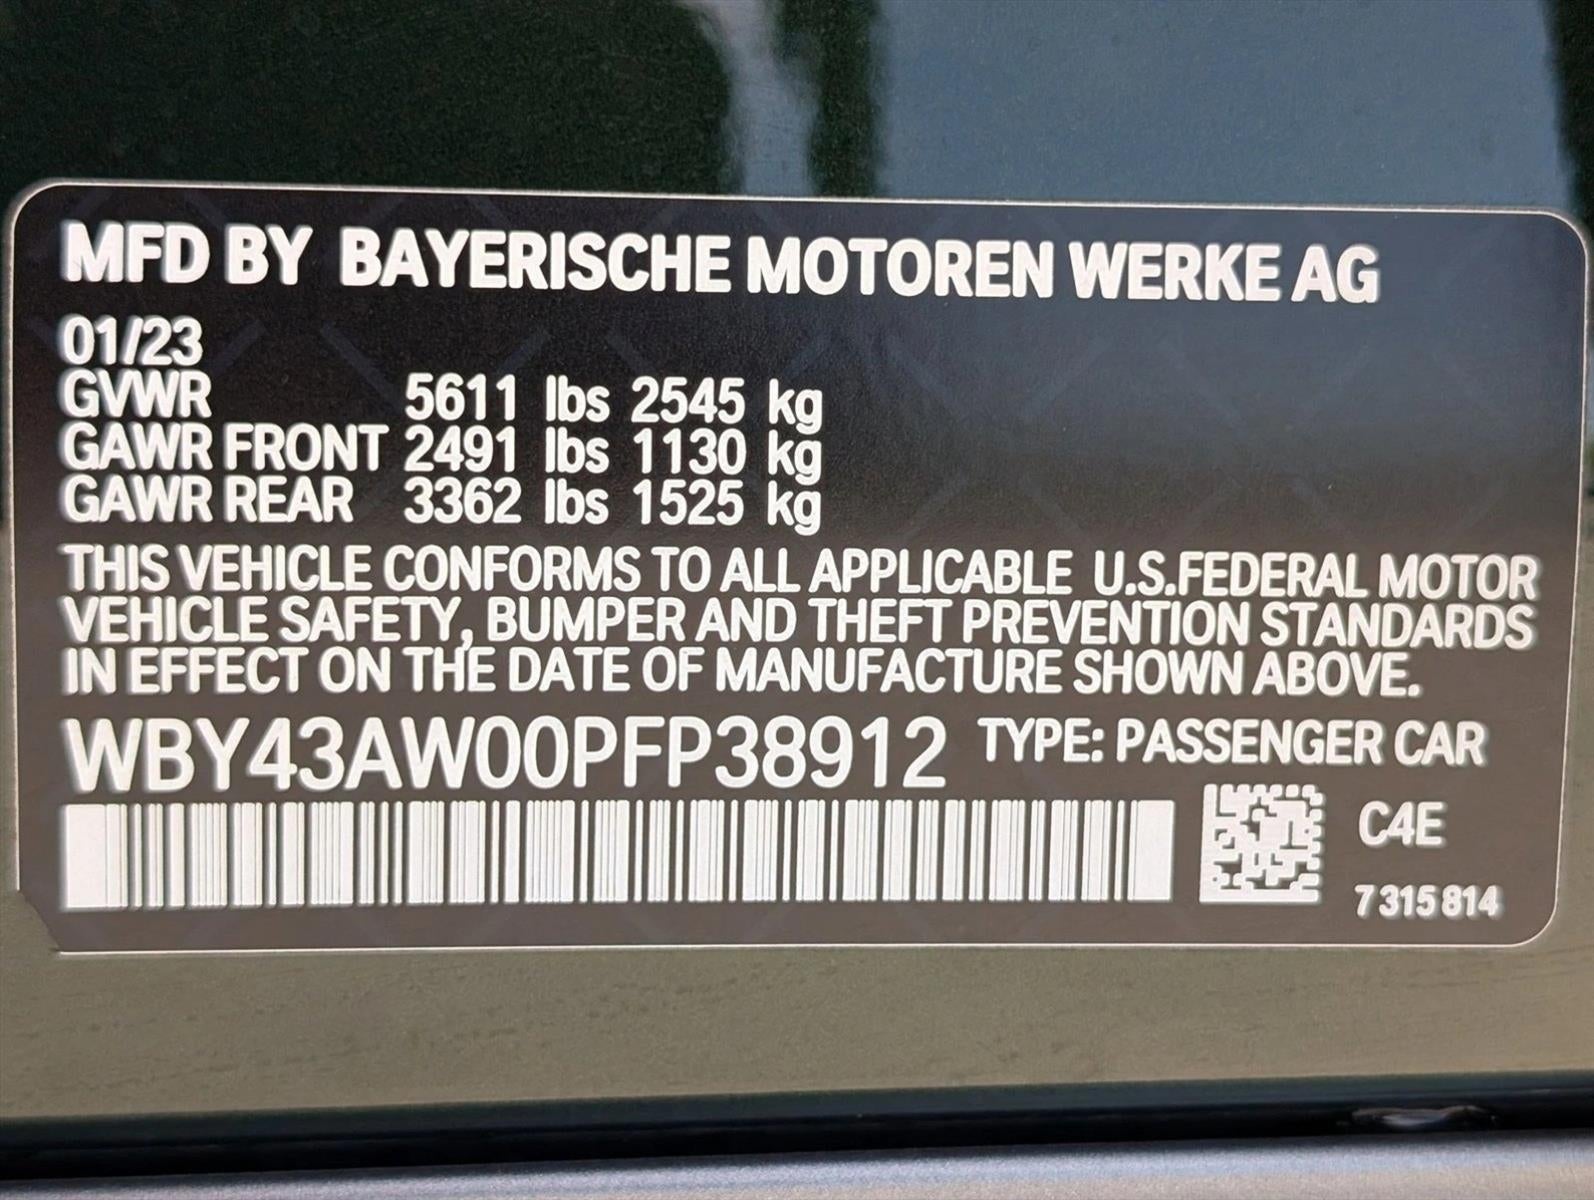 MFD BY BAYERISCHE MOTOREN WERKE AG
01/23
GVWR 5611 lbs 2545 kg
GAWR FRONT 2491 lbs 1130 kg
GAWR REAR 3362 lbs 1525 kg
THIS VEHICLE CONFORMS TO ALL APPLICABLE U.S.FEDERAL MOTOR
VEHICLE SAFETY, BUMPER AND THEFT PREVENTION STANDARDS
IN EFFECT ON THE DATE OF MANUFACTURE SHOWN ABOVE.
WBY43AW00PFP38912 TYPE: PASSENGER CAR
C4E
7 315 814